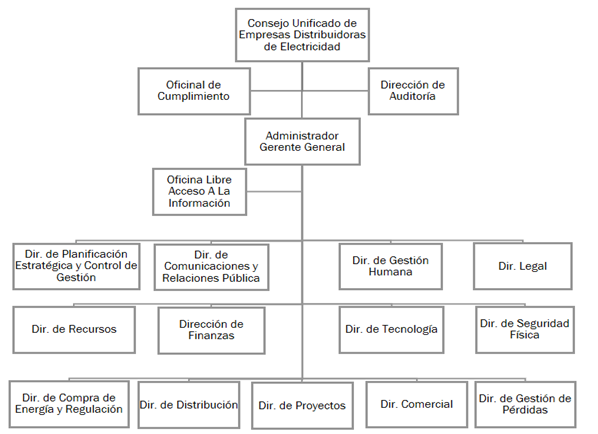 Consejo Unificado de
Empresas Distribuidoras
de Electricidad
Oficinal de
Cumplimiento
Dirección de
Auditoría
Administrador
Gerente General
Oficina Libre
Acceso A La
Información
Dir. de Planificación
Estratégica y Control de
Gestión
Dir. de
Comunicaciones y
Relaciones Pública
Dir. de Gestión
Humana
Dir. Legal
Dir. de Recursos
Dirección de
Finanzas
Dir. de Tecnología
Dir. de Seguridad
Física
Dir. de Compra de
Energía y Regulación
Dir. de Distribución
Dir. de Proyectos
Dir. Comercial
Dir. de Gestión de
Pérdidas